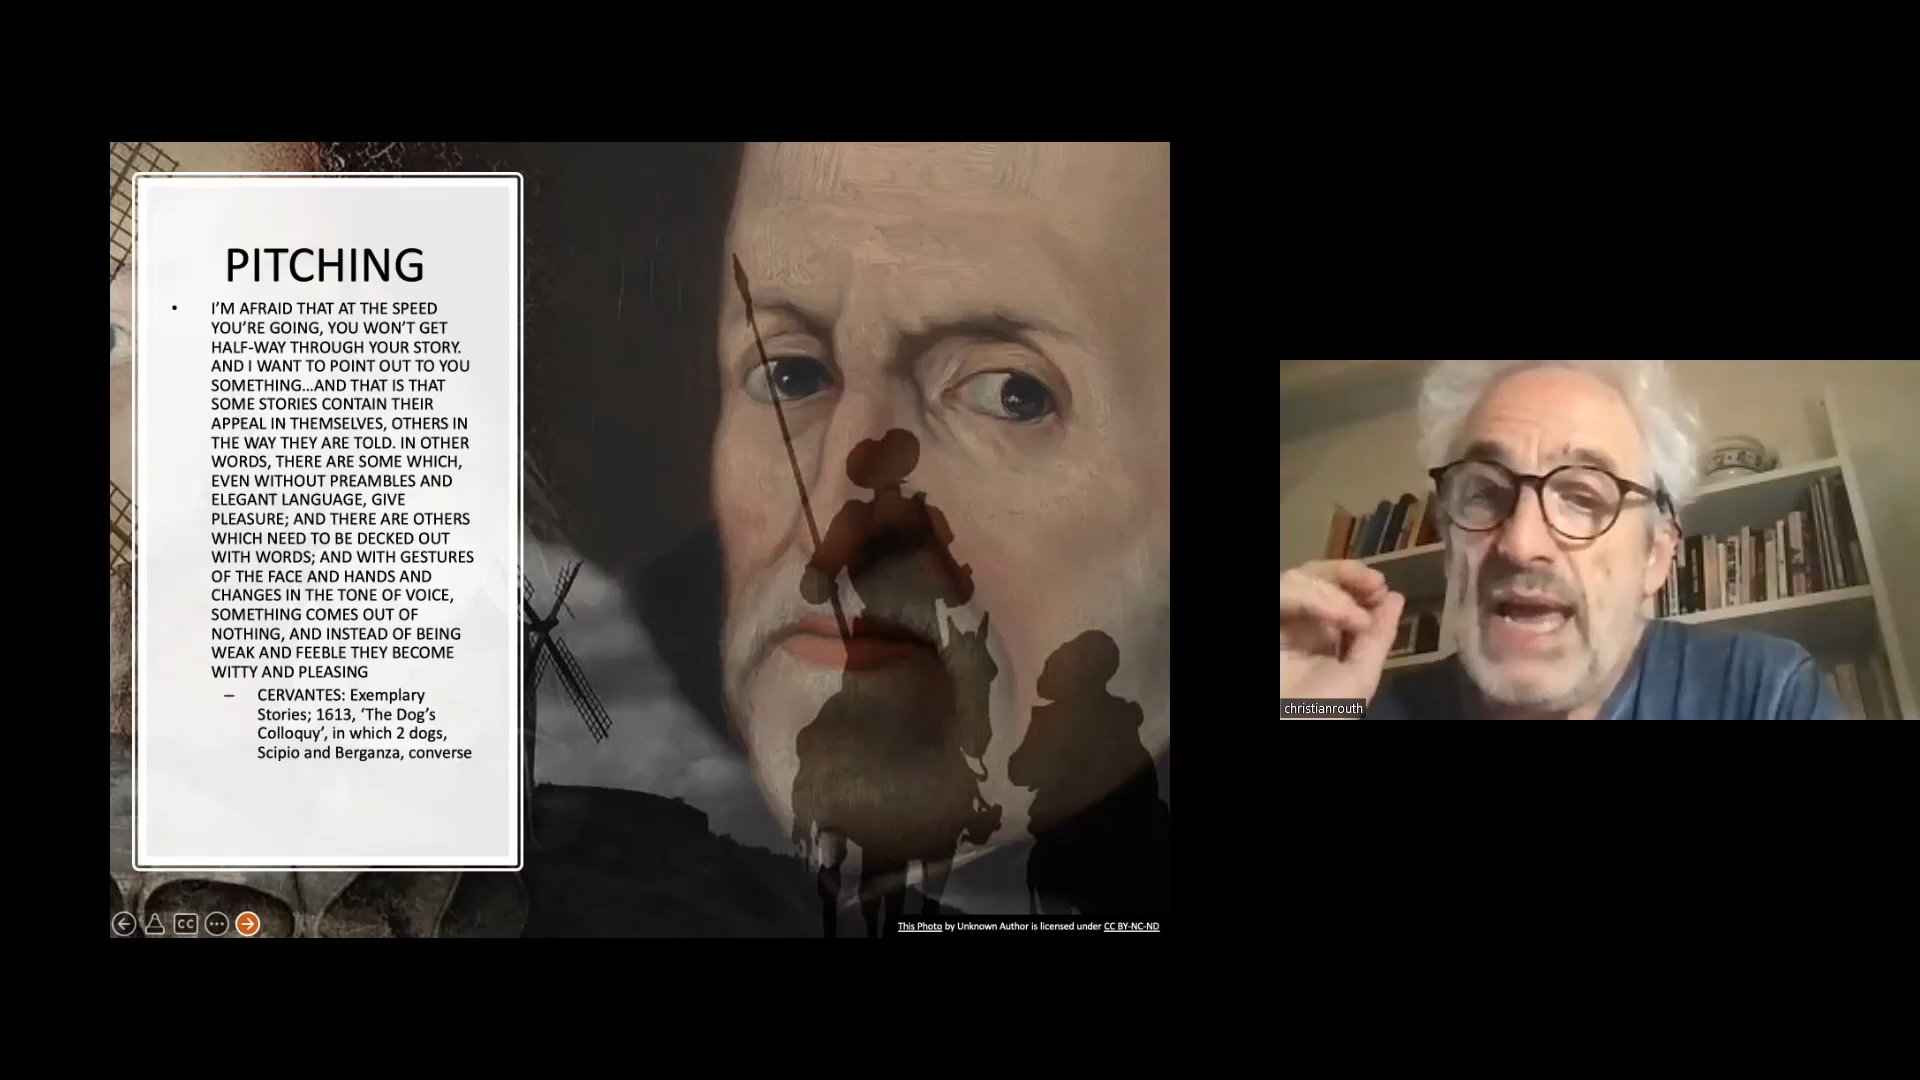 PITCHING
• I’M AFRAID THAT AT THE SPEED
YOU’RE GOING, YOU WON’T GET
HALF-WAY THROUGH YOUR STORY.
AND I WANT TO POINT OUT TO YOU
SOMETHING…AND THAT IS THAT
SOME STORIES CONTAIN THEIR
APPEAL IN THEMSELVES, OTHERS IN
THE WAY THEY ARE TOLD. IN OTHER
WORDS, THERE ARE SOME WHICH,
EVEN WITHOUT PREAMBLES AND
ELEGANT LANGUAGE, GIVE
PLEASURE; AND THERE ARE OTHERS
WHICH NEED TO BE DECKED OUT
WITH WORDS; AND WITH GESTURES
OF THE FACE AND HANDS AND
CHANGES IN THE TONE OF VOICE,
SOMETHING COMES OUT OF
NOTHING, AND INSTEAD OF BEING
WEAK AND FEEBLE THEY BECOME
WITTY AND PLEASING
– CERVANTES: Exemplary
Stories; 1613, ‘The Dog’s
Colloquy’, in which 2 dogs,
Scipio and Berganza, converse
CC
This Photo by Unknown Author is licensed under CC BY-NC-ND
christianrouth